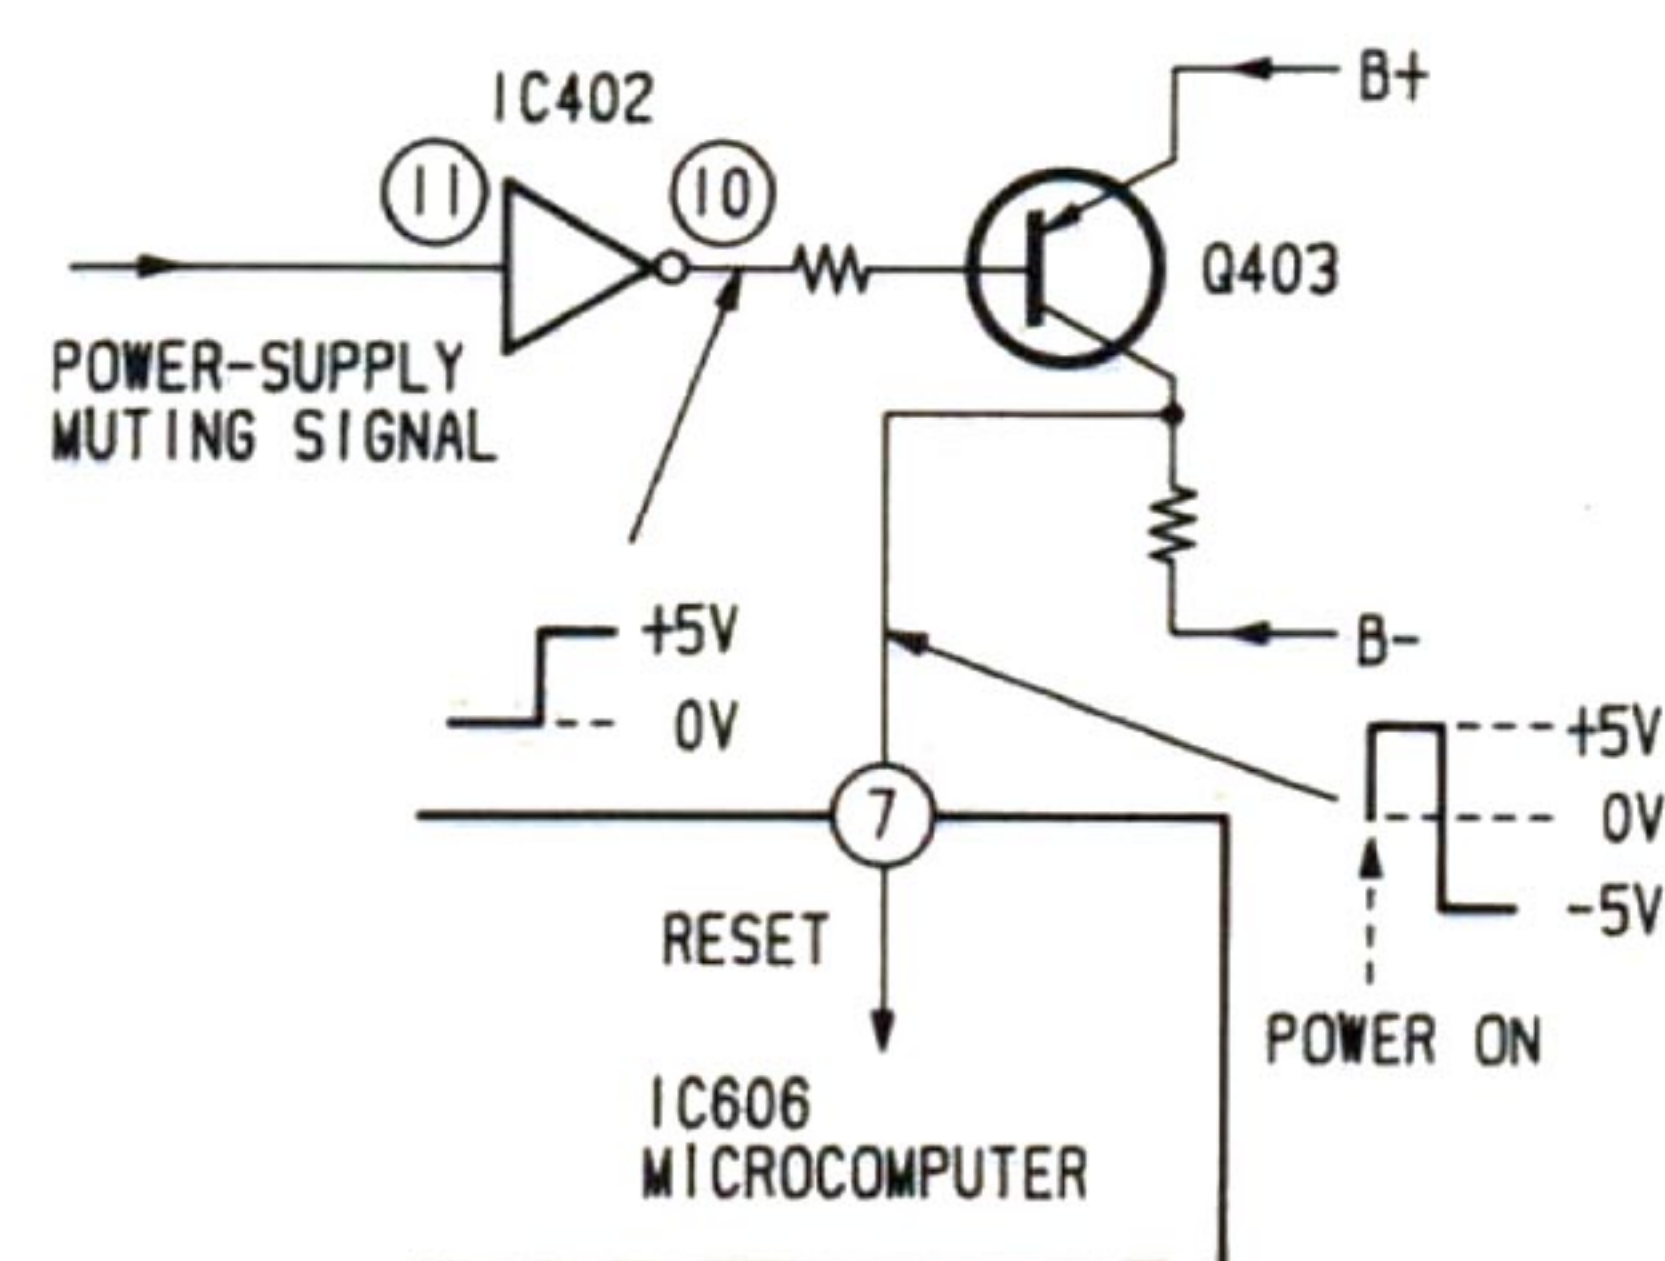 IC402
B+
11
10
Q403
POWER-SUPPLY
MUTING SIGNAL
+5V
0V
B-
+5V
0V
-5V
7
RESET
POWER ON
IC606
MICROCOMPUTER